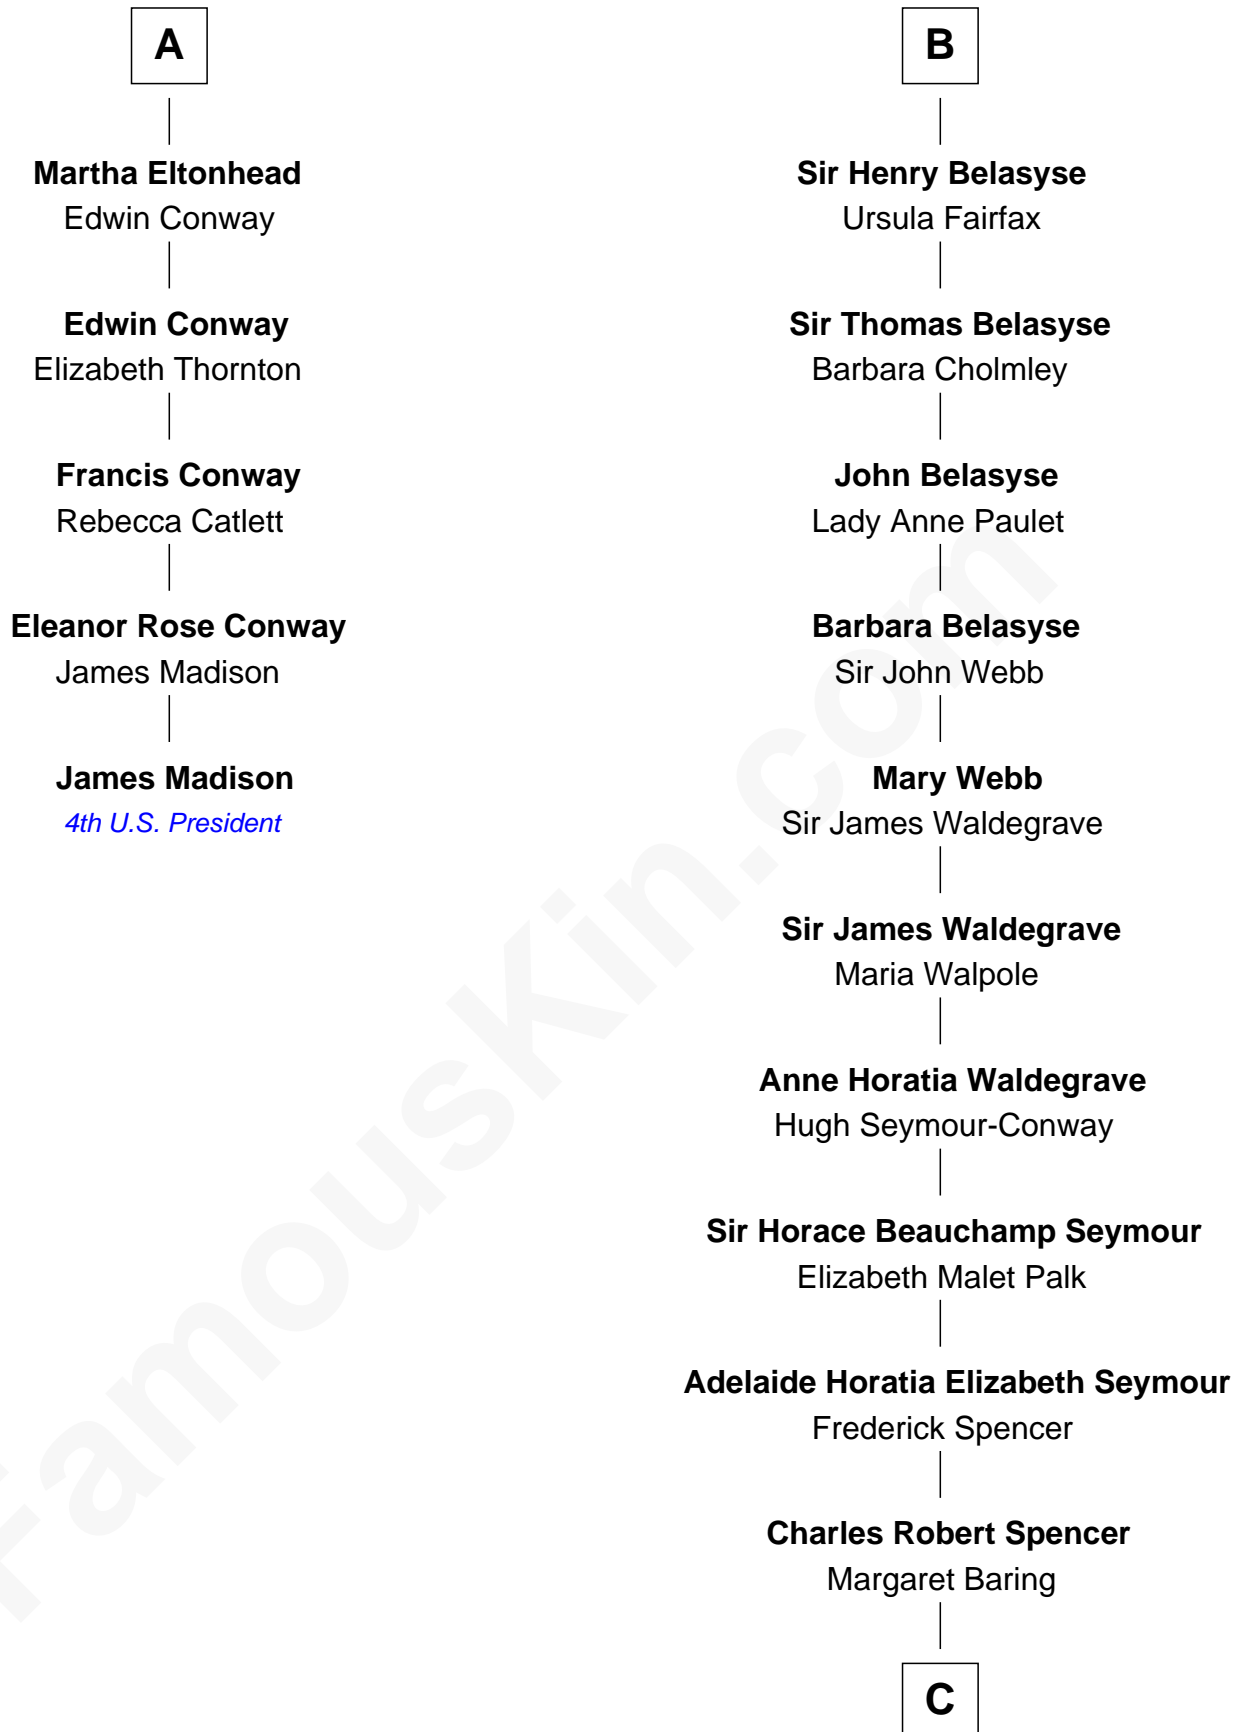 A
Martha Eltonhead
Edwin Conway
Edwin Conway
Elizabeth Thornton
Francis Conway
Rebecca Catlett
Eleanor Rose Conway
James Madison
James Madison
4th U.S. President
B
Sir Henry Belasyse
Ursula Fairfax
Sir Thomas Belasyse
Barbara Cholmley
John Belasyse
Lady Anne Paulet
Barbara Belasyse
Sir John Webb
Mary Webb
Sir James Waldegrave
Sir James Waldegrave
Maria Walpole
Anne Horatia Waldegrave
Hugh Seymour-Conway
Sir Horace Beauchamp Seymour
Elizabeth Malet Palk
Adelaide Horatia Elizabeth Seymour
Frederick Spencer
Charles Robert Spencer
Margaret Baring
C
FamousKin.com